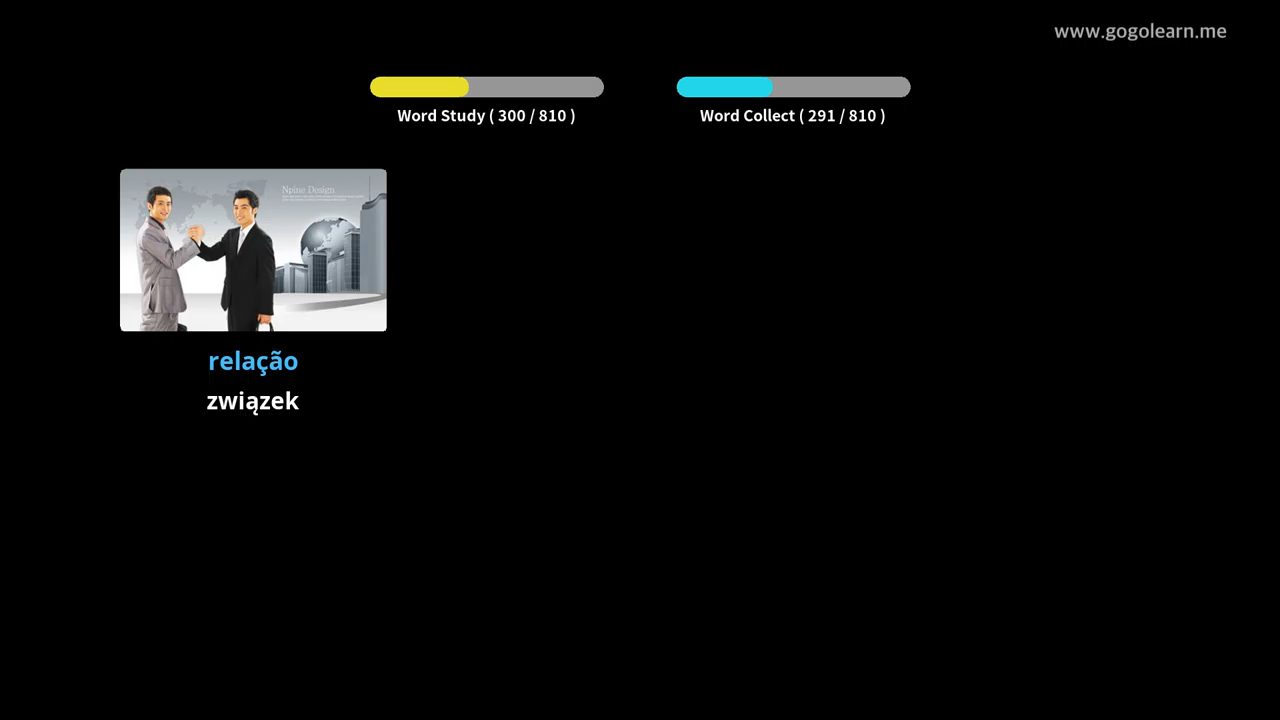 www.gogolearn.me
Word Study ( 300 / 810 )
Word Collect ( 291 / 810 )
Npine Design
relação
związek